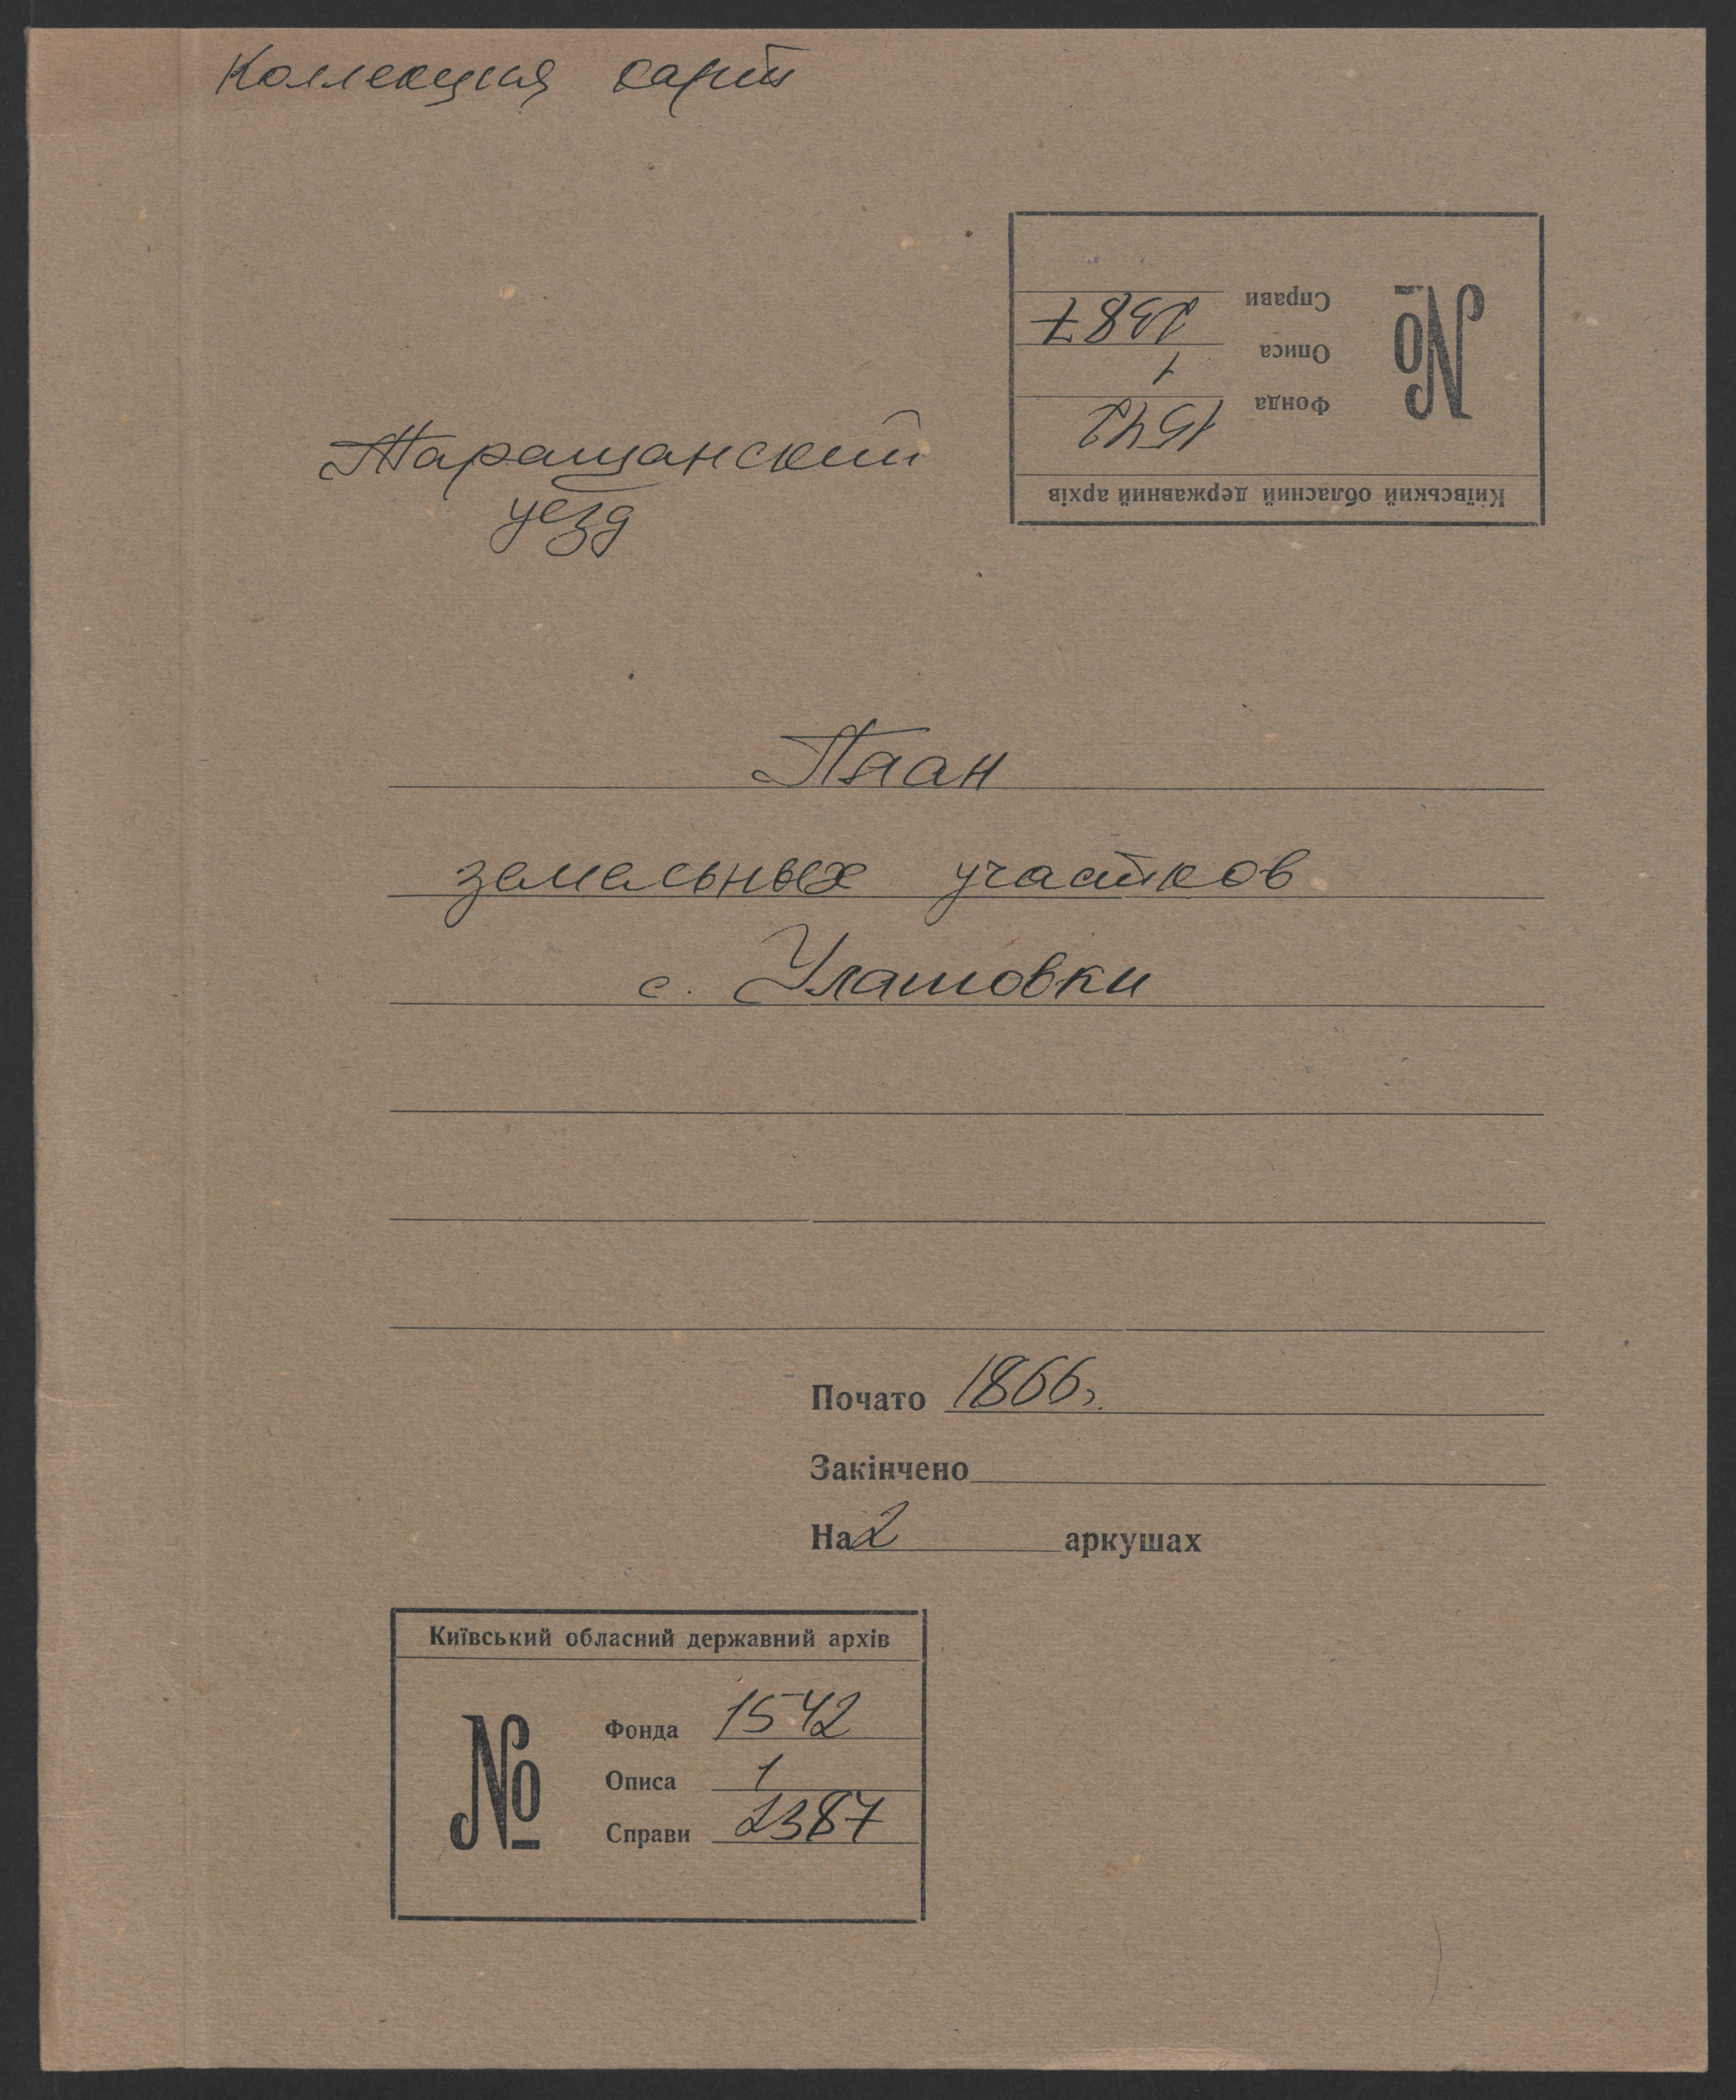 Коллекция карт
Справи 2387
Описа 1
Фонда 1542
Київський обласний державний архів
№
Таращанский
уезд
План
земельных участков
с. Улашовки
Почато 1866г.
Закінчено
На 2 аркушах
Київський обласний державний архів
№
Фонда 1542
Описа 1
Справи 2387